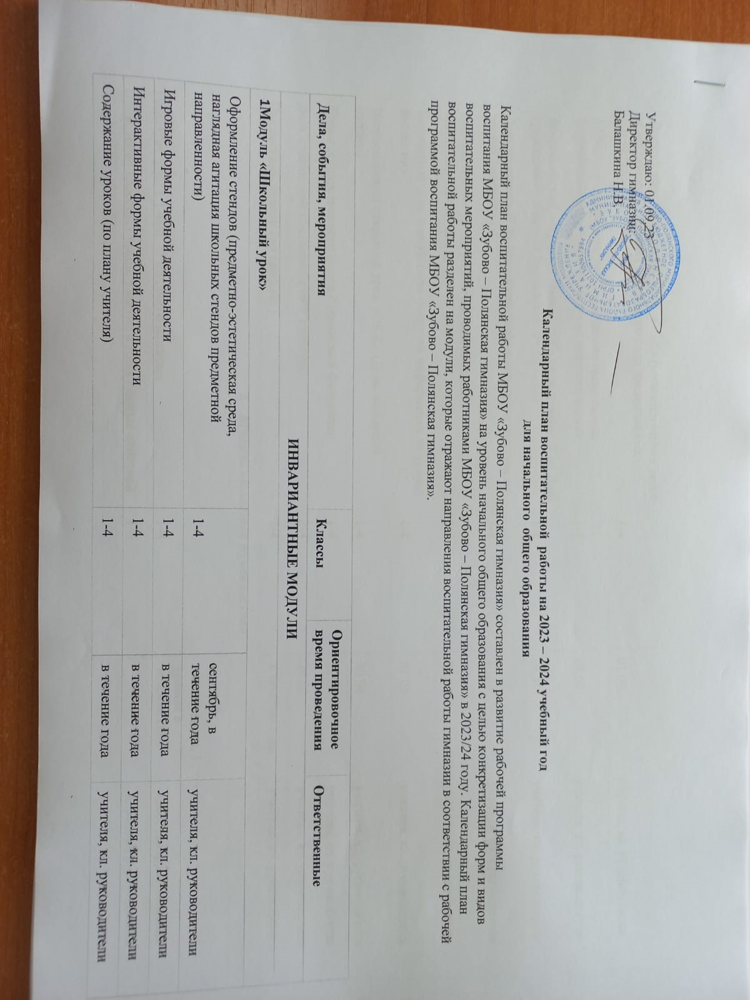 Утверждаю: 01.09.23
Директор гимназии:
Балашкина Н.В.
Календарный план воспитательной работы на 2023 – 2024 учебный год
для начального общего образования
Календарный план воспитательной работы МБОУ «Зубово – Полянская гимназия» составлен в развитие рабочей программы
воспитания МБОУ «Зубово – Полянская гимназия» на уровень начального общего образования с целью конкретизации форм и видов
воспитательных мероприятий, проводимых работниками МБОУ «Зубово – Полянская гимназия» в 2023/24 году. Календарный план
воспитательной работы разделен на модули, которые отражают направления воспитательной работы гимназии в соответствии с рабочей
программой воспитания МБОУ «Зубово – Полянская гимназия».
Дела, события, мероприятия
Классы
Ориентировочное
время проведения
Ответственные
ИНВАРИАНТНЫЕ МОДУЛИ
1Модуль «Школьный урок»
Оформление стендов (предметно-эстетическая среда,
наглядная агитация школьных стендов предметной
направленности)
1-4
сентябрь, в
течение года
учителя, кл. руководители
Игровые формы учебной деятельности
1-4
в течение года
учителя, кл. руководители
Интерактивные формы учебной деятельности
1-4
в течение года
учителя, кл. руководители
Содержание уроков (по плану учителя)
1-4
в течение года
учителя, кл. руководители